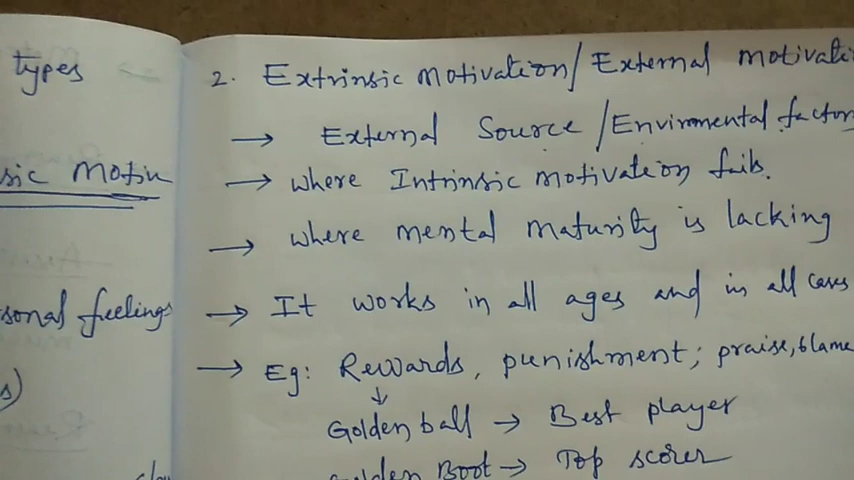 types
2. Extrinsic Motivation/External Motivati
→ External Source /Envirmental factor
sic Motiv
→ where Intrinsic motivation fails.
→ where mental maturity is lacking
sonal feelings
→ It works in all ages and in all cases
→ Eg: Rewards, punishment; praise, blame
s)
↓
Golden ball → Best player
Golden Boot → Top scorer